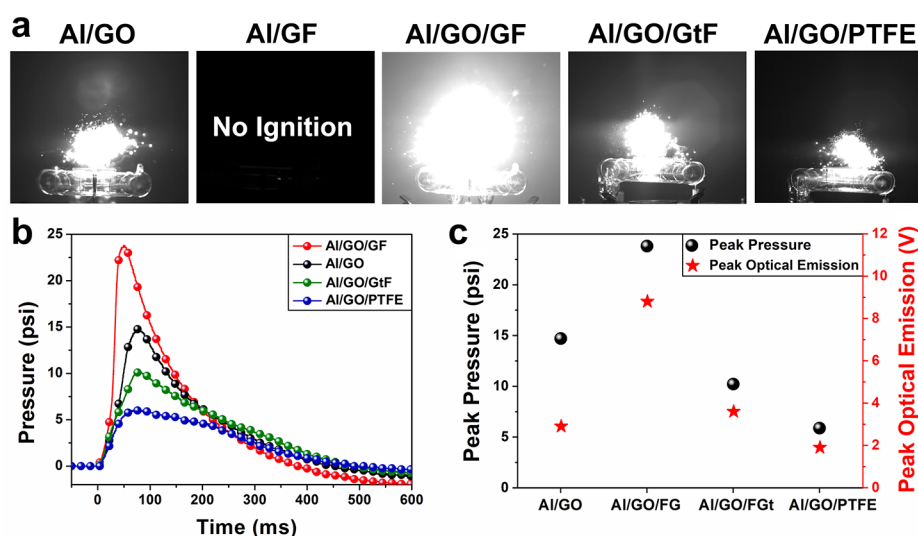 a
Al/GO
Al/GF
Al/GO/GF
Al/GO/GtF
Al/GO/PTFE
No Ignition
b
25
20
15
10
5
0
Pressure (psi)
Al/GO/GF
Al/GO
Al/GO/GtF
Al/GO/PTFE
0
100
200
300
400
500
600
Time (ms)
c
25
20
15
10
5
0
Peak Pressure (psi)
Peak Pressure
Peak Optical Emission
12
10
8
6
4
2
0
Peak Optical Emission (V)
Al/GO
Al/GO/FG
Al/GO/FGt
Al/GO/PTFE